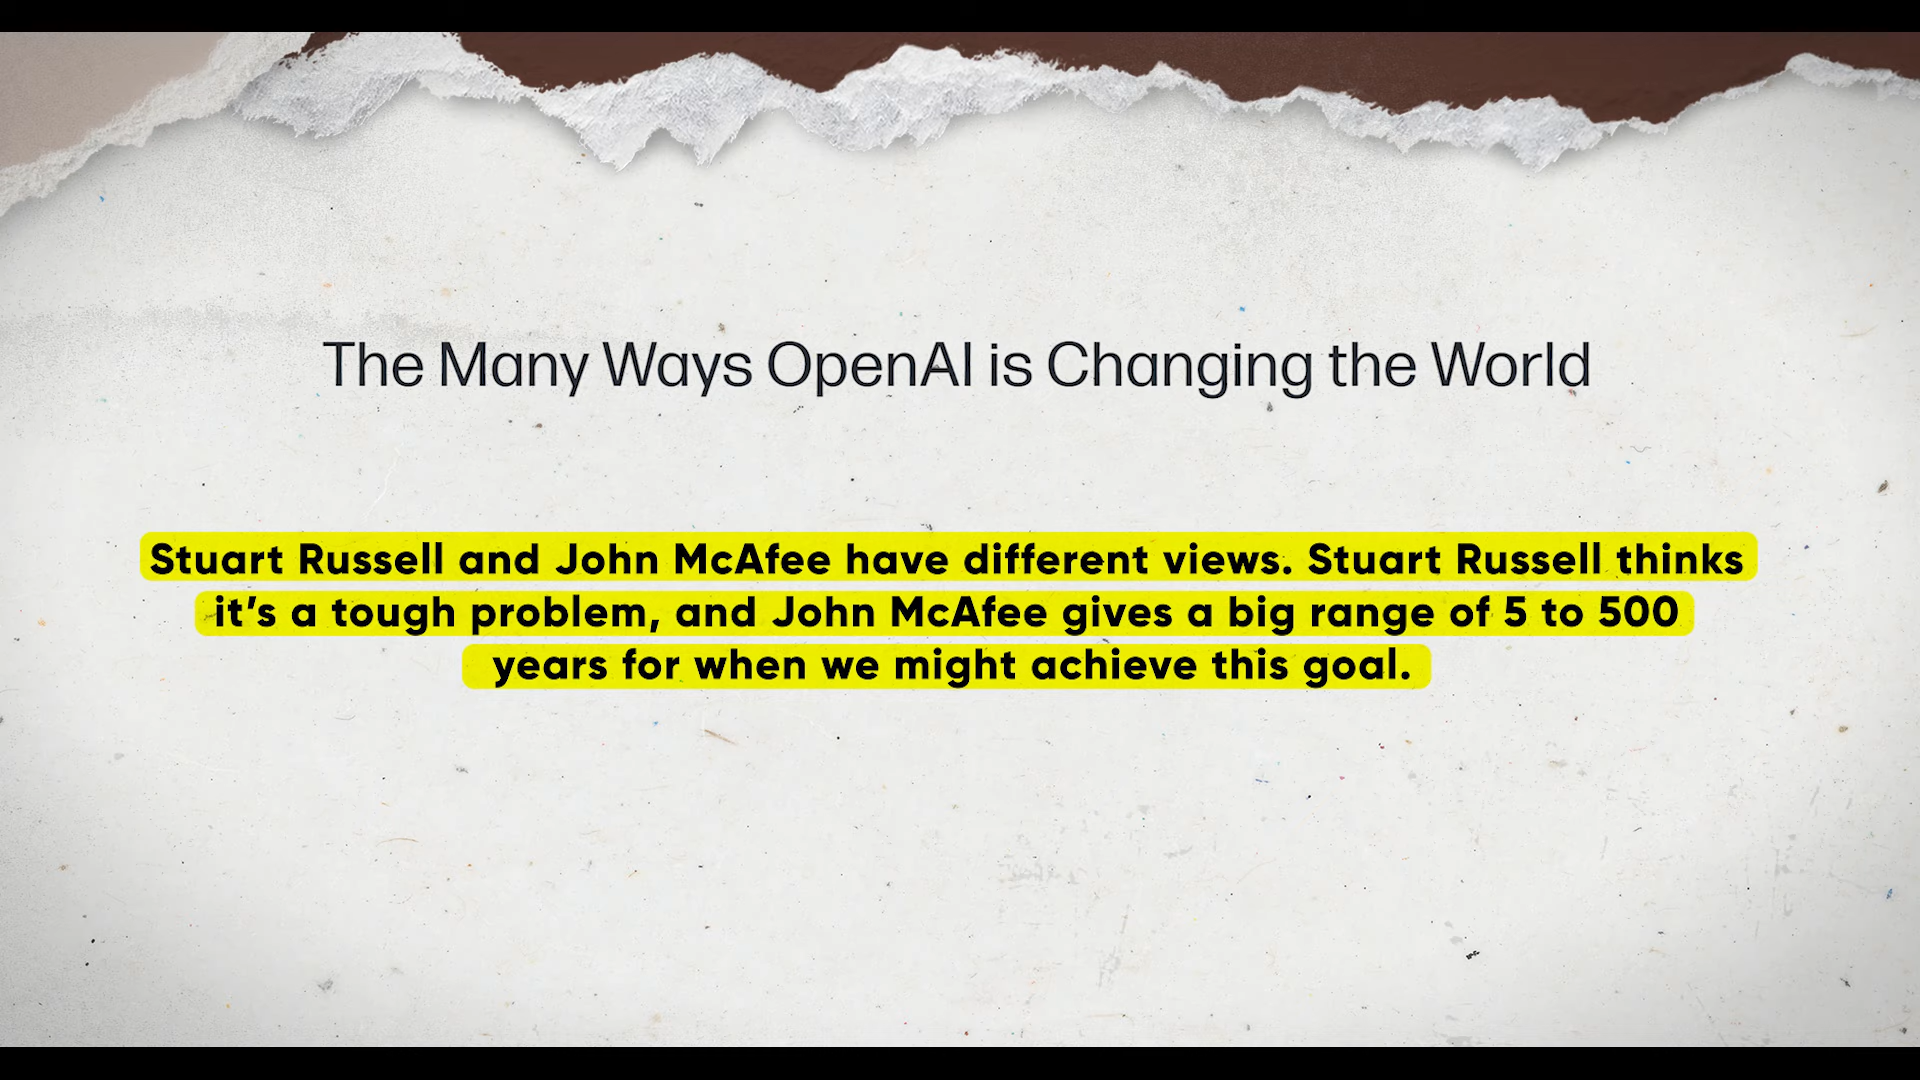 The Many Ways OpenAI is Changing the World
Stuart Russell and John McAfee have different views. Stuart Russell thinks
it’s a tough problem, and John McAfee gives a big range of 5 to 500
years for when we might achieve this goal.